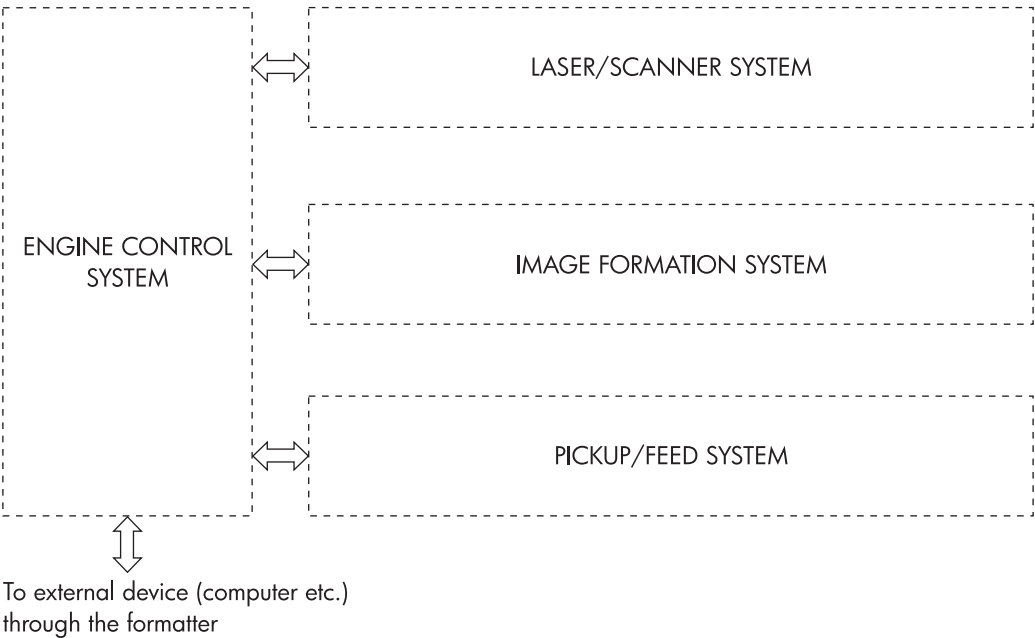 LASER/SCANNER SYSTEM
ENGINE CONTROL
SYSTEM
IMAGE FORMATION SYSTEM
PICKUP/FEED SYSTEM
To external device (computer etc.)
through the formatter